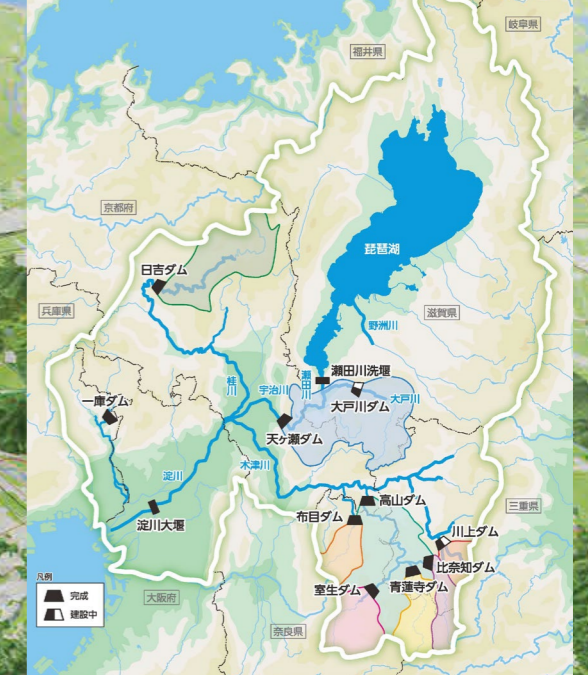 岐阜県
福井県
京都府
琵琶湖
日吉ダム
兵庫県
滋賀県
野洲川
瀬田川洗堰
瀬田川
桂川
宇治川
大戸川
大戸川ダム
一庫ダム
天ヶ瀬ダム
淀川
木津川
高山ダム
淀川大堰
布目ダム
三重県
川上ダム
比奈知ダム
凡例
完成
建設中
大阪府
室生ダム
青蓮寺ダム
奈良県